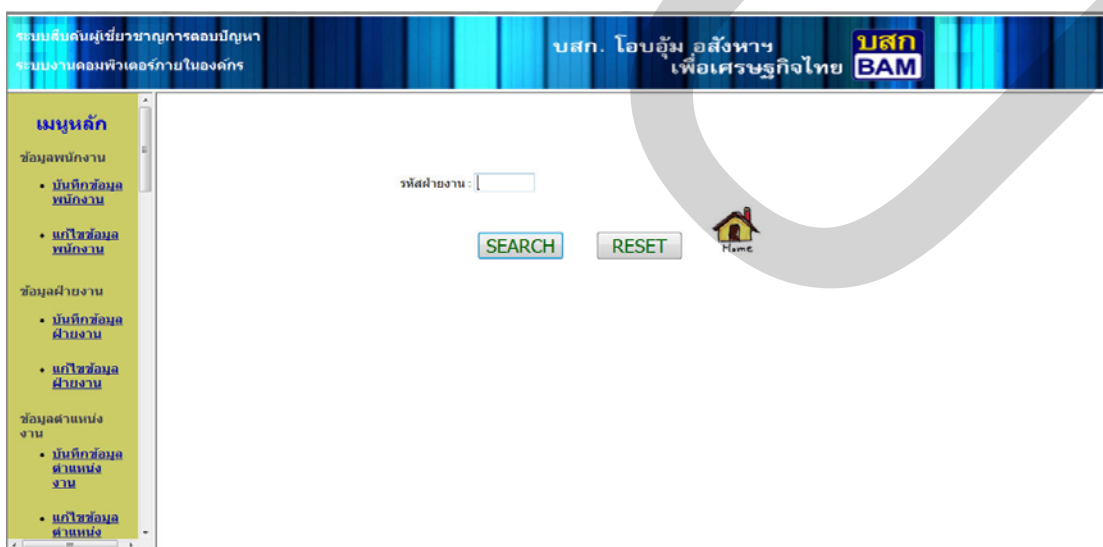 ระบบสืบค้นผู้เชี่ยวชาญการตอบปัญหา
ระบบงานคอมพิวเตอร์ภายในองค์กร
บสก. โอบอุ้ม อสังหาฯ
เพื่อเศรษฐกิจไทย
บสก
BAM
เมนูหลัก
ข้อมูลพนักงาน
บันทึกข้อมูล
พนักงาน
แก้ไขข้อมูล
พนักงาน
ข้อมูลฝ่ายงาน
บันทึกข้อมูล
ฝ่ายงาน
แก้ไขข้อมูล
ฝ่ายงาน
ข้อมูลตำแหน่ง
งาน
บันทึกข้อมูล
ตำแหน่ง
งาน
แก้ไขข้อมูล
ตำแหน่ง
รหัสฝ่ายงาน :
SEARCH
RESET
Home